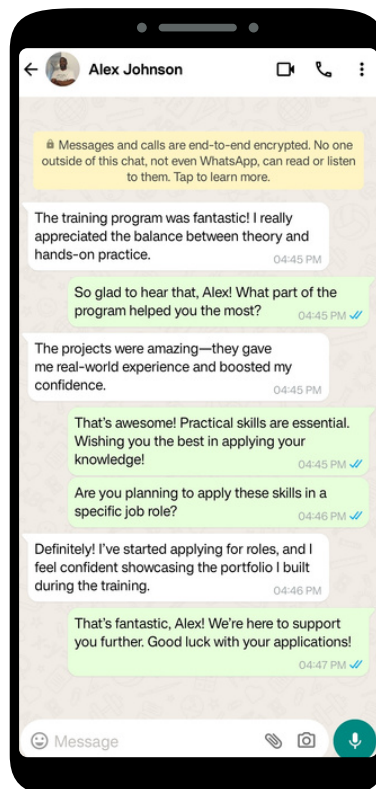 Alex Johnson
Messages and calls are end-to-end encrypted. No one
outside of this chat, not even WhatsApp, can read or listen
to them. Tap to learn more.
The training program was fantastic! I really
appreciated the balance between theory and
hands-on practice.
04:45 PM
So glad to hear that, Alex! What part of the
program helped you the most?
04:45 PM
The projects were amazing—they gave
me real-world experience and boosted my
confidence.
04:45 PM
That’s awesome! Practical skills are essential.
Wishing you the best in applying your
knowledge!
04:45 PM
Are you planning to apply these skills in a
specific job role?
04:46 PM
Definitely! I’ve started applying for roles, and I
feel confident showcasing the portfolio I built
during the training.
04:46 PM
That’s fantastic, Alex! We’re here to support
you further. Good luck with your applications!
04:47 PM
Message